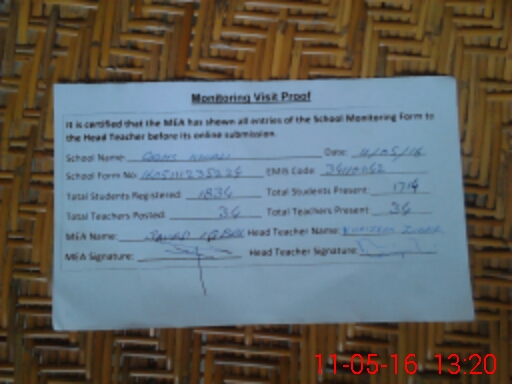 Monitoring Visit Proof
It is certified that the MEA has shown all entries of the School Monitoring Form to
the Head Teacher before its online submission.
School Name: Date: 11/05/16
School Form No: EMIS Code:
Total Students Registered: 1836 Total Students Present: 1714
Total Teachers Posted: 36 Total Teachers Present: 36
MEA Name: Head Teacher Name:
MEA Signature: Head Teacher Signature:
11-05-16 13:20